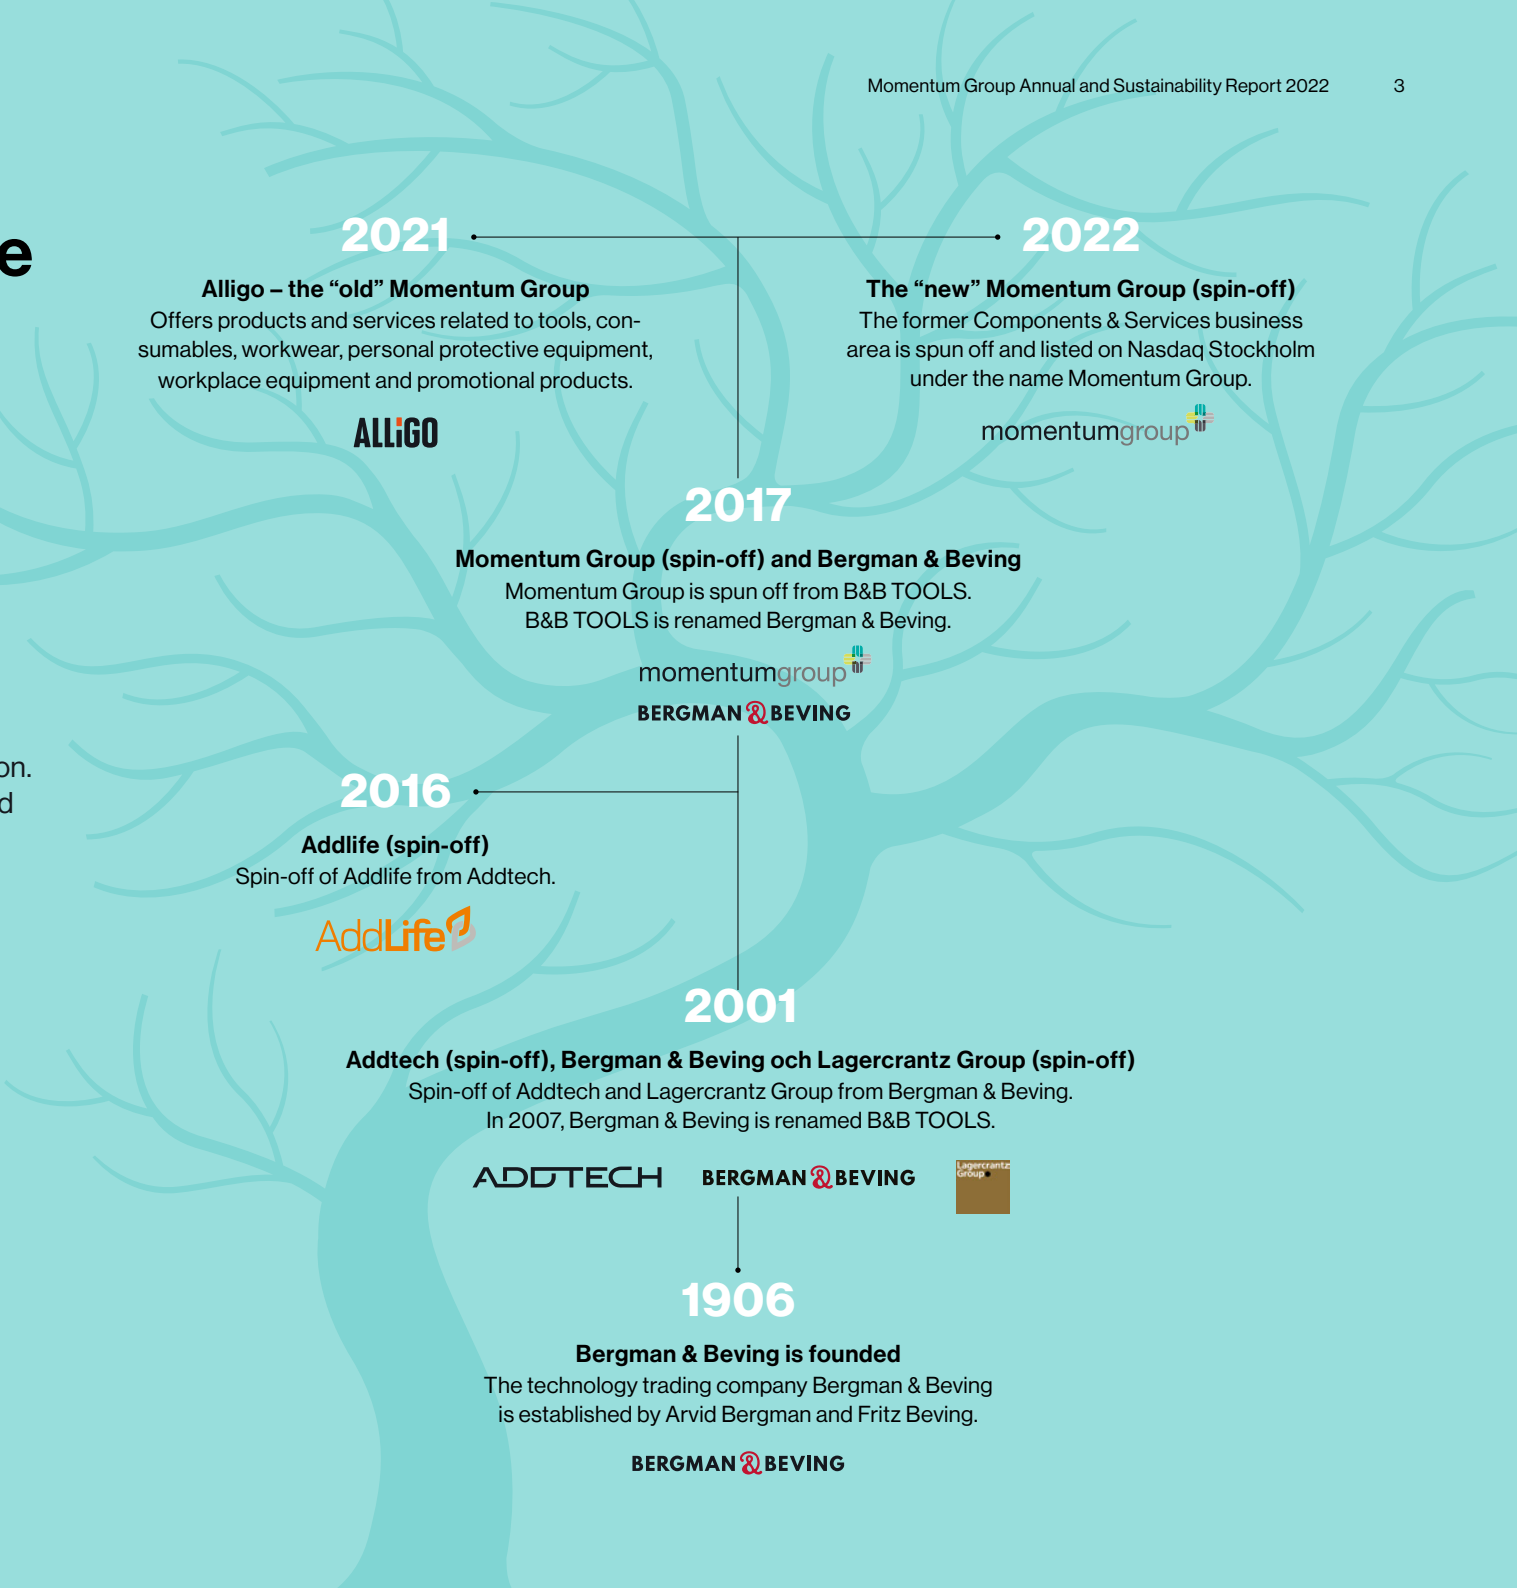 Momentum Group Annual and Sustainability Report 2022 3
e
2021
Alligo – the “old” Momentum Group
Offers products and services related to tools, con-
sumables, workwear, personal protective equipment,
workplace equipment and promotional products.
ALLiGO
2022
The “new” Momentum Group (spin-off)
The former Components & Services business
area is spun off and listed on Nasdaq Stockholm
under the name Momentum Group.
momentumgroup
2017
Momentum Group (spin-off) and Bergman & Beving
Momentum Group is spun off from B&B TOOLS.
B&B TOOLS is renamed Bergman & Beving.
momentumgroup
BERGMAN & BEVING
on.
d
2016
Addlife (spin-off)
Spin-off of Addlife from Addtech.
AddLife
2001
Addtech (spin-off), Bergman & Beving och Lagercrantz Group (spin-off)
Spin-off of Addtech and Lagercrantz Group from Bergman & Beving.
In 2007, Bergman & Beving is renamed B&B TOOLS.
ADDTECH
BERGMAN & BEVING
Lagercrantz
Group
1906
Bergman & Beving is founded
The technology trading company Bergman & Beving
is established by Arvid Bergman and Fritz Beving.
BERGMAN & BEVING